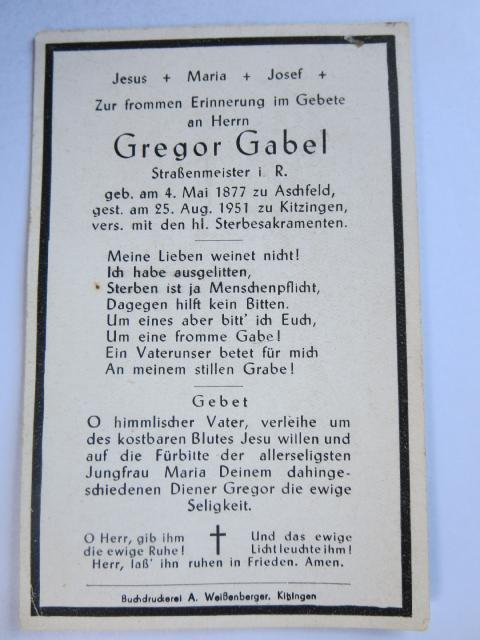 Jesus + Maria + Josef +
Zur frommen Erinnerung im Gebete
an Herrn
Gregor Gabel
Straßenmeister i. R.
geb. am 4. Mai 1877 zu Aschfeld,
gest. am 25. Aug. 1951 zu Kitzingen,
vers. mit den hl. Sterbesakramenten.
Meine Lieben weinet nicht!
Ich habe ausgelitten,
Sterben ist ja Menschenpflicht,
Dagegen hilft kein Bitten.
Um eines aber bitt' ich Euch,
Um eine fromme Gabe!
Ein Vaterunser betet für mich
An meinem stillen Grabe!
Gebet
O himmlischer Vater, verleihe um
des kostbaren Blutes Jesu willen und
auf die Fürbitte der allerseligsten
Jungfrau Maria Deinem dahinge-
schiedenen Diener Gregor die ewige
Seligkeit.
O Herr, gib ihm
die ewige Ruhe!
Und das ewige
Licht leuchte ihm!
Herr, laß' ihn ruhen in Frieden. Amen.
Buchdruckerei A. Weißenberger, Kitzingen